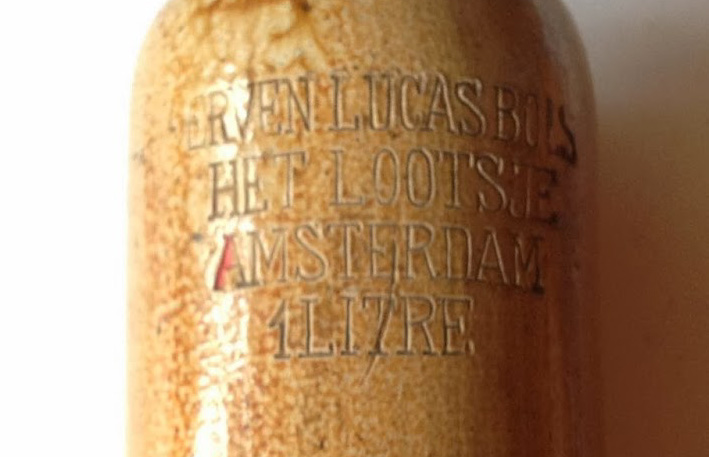 ERVEN LUCAS BOLS
HET LOOTSJE
AMSTERDAM
1 LITRE